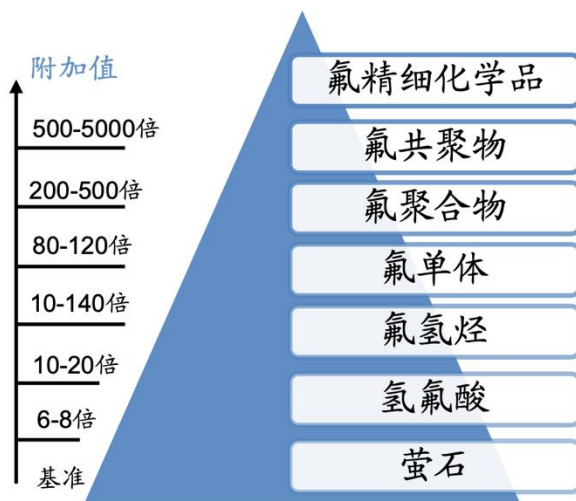 附加值
500-5000倍
200-500倍
80-120倍
10-140倍
10-20倍
6-8倍
基准
氟精细化学品
氟共聚物
氟聚合物
氟单体
氟氢烃
氢氟酸
萤石